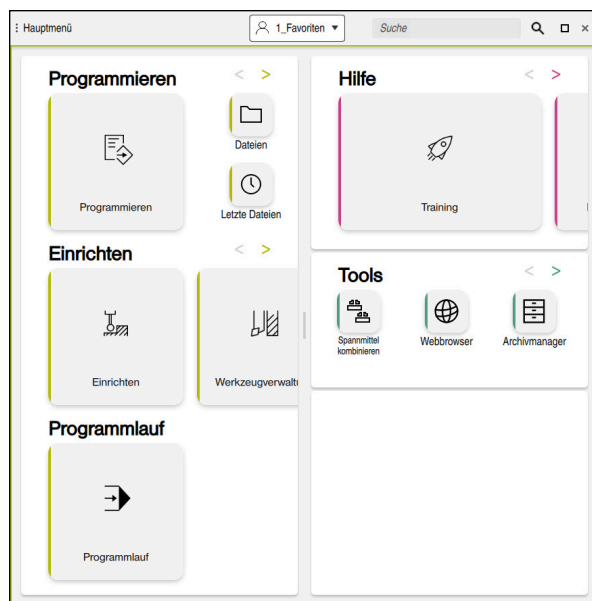 Hauptmenü
1_Favoriten
Suche
Programmieren
Programmieren
Dateien
Letzte Dateien
Einrichten
Einrichten
Werkzeugverwalt
Programmlauf
Programmlauf
Hilfe
Training
Tools
Spannmittel
kombinieren
Webbrowser
Archivmanager